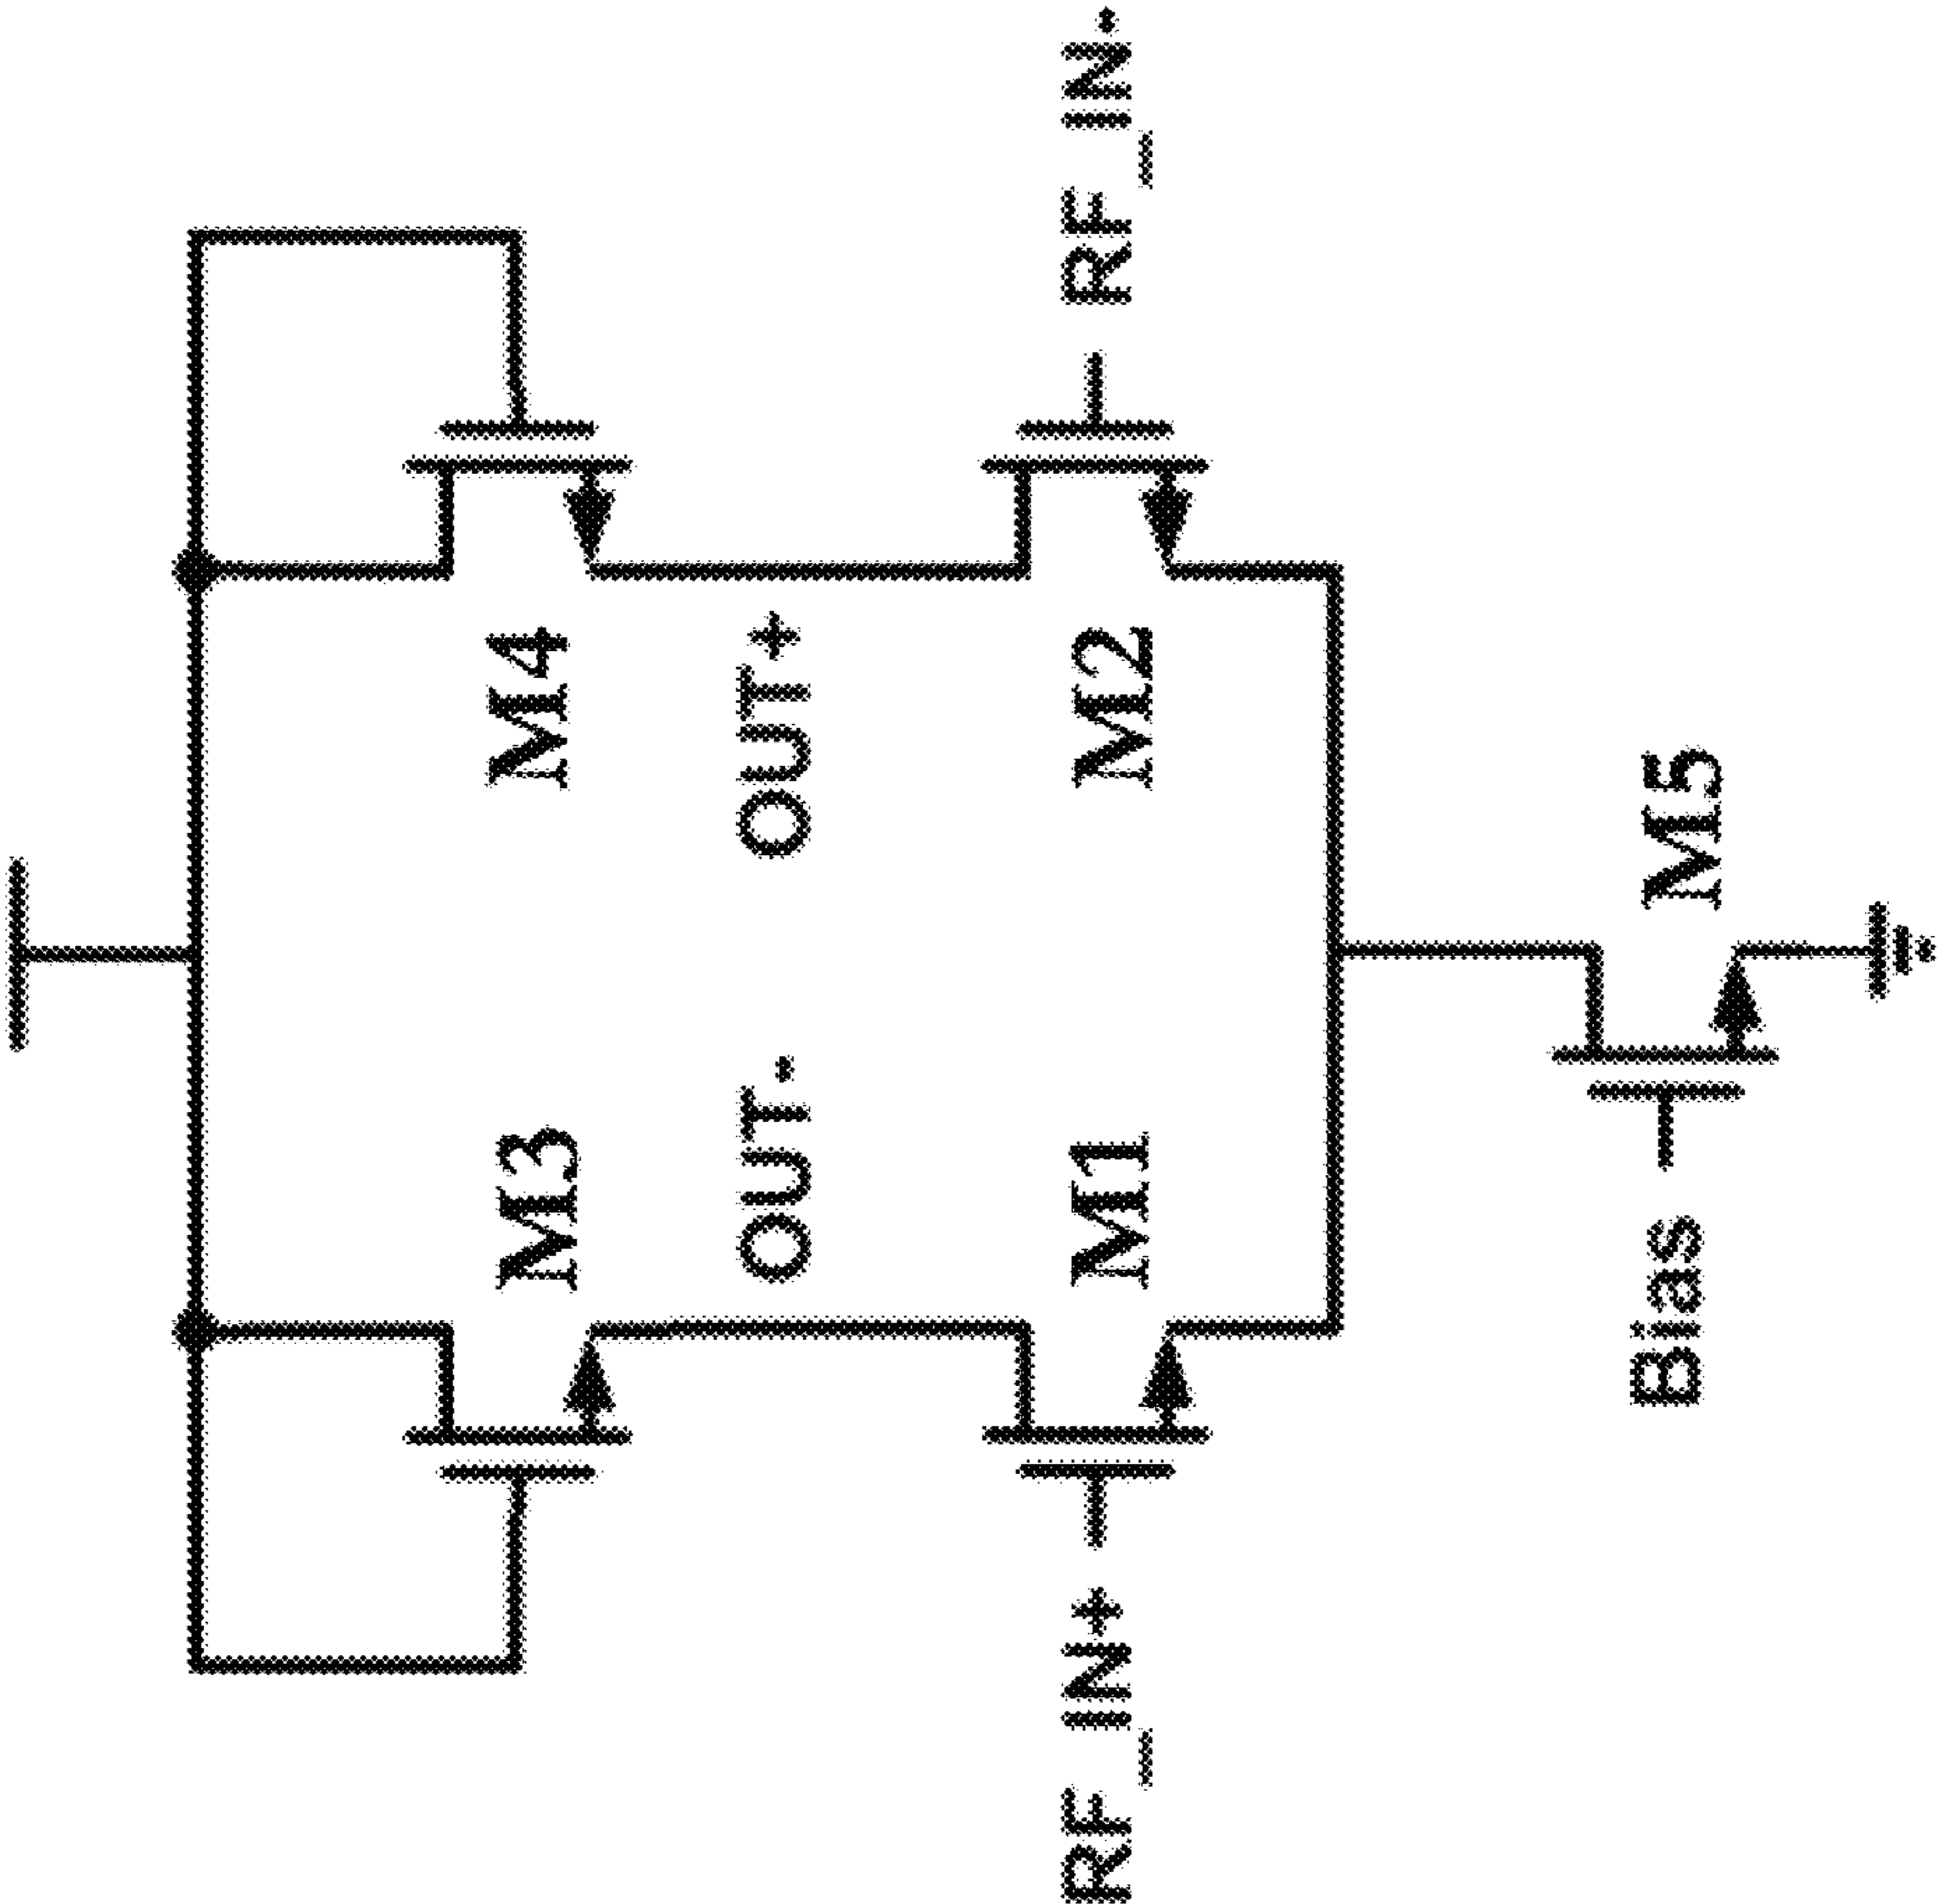 M3
M4
OUT-
OUT+
RF_IN+
M1
M2
RF_IN-
Bias
M5